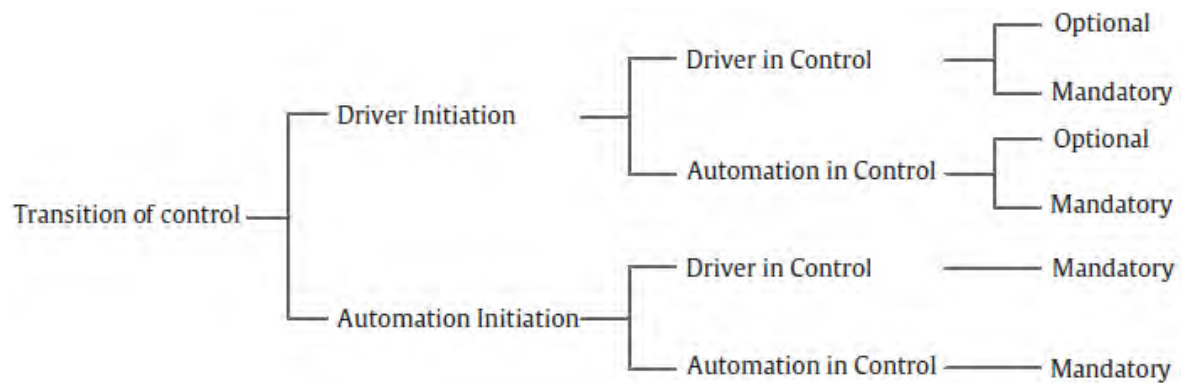 Transition of control
Driver Initiation
Driver in Control
Optional
Mandatory
Automation in Control
Optional
Mandatory
Automation Initiation
Driver in Control
Mandatory
Automation in Control
Mandatory